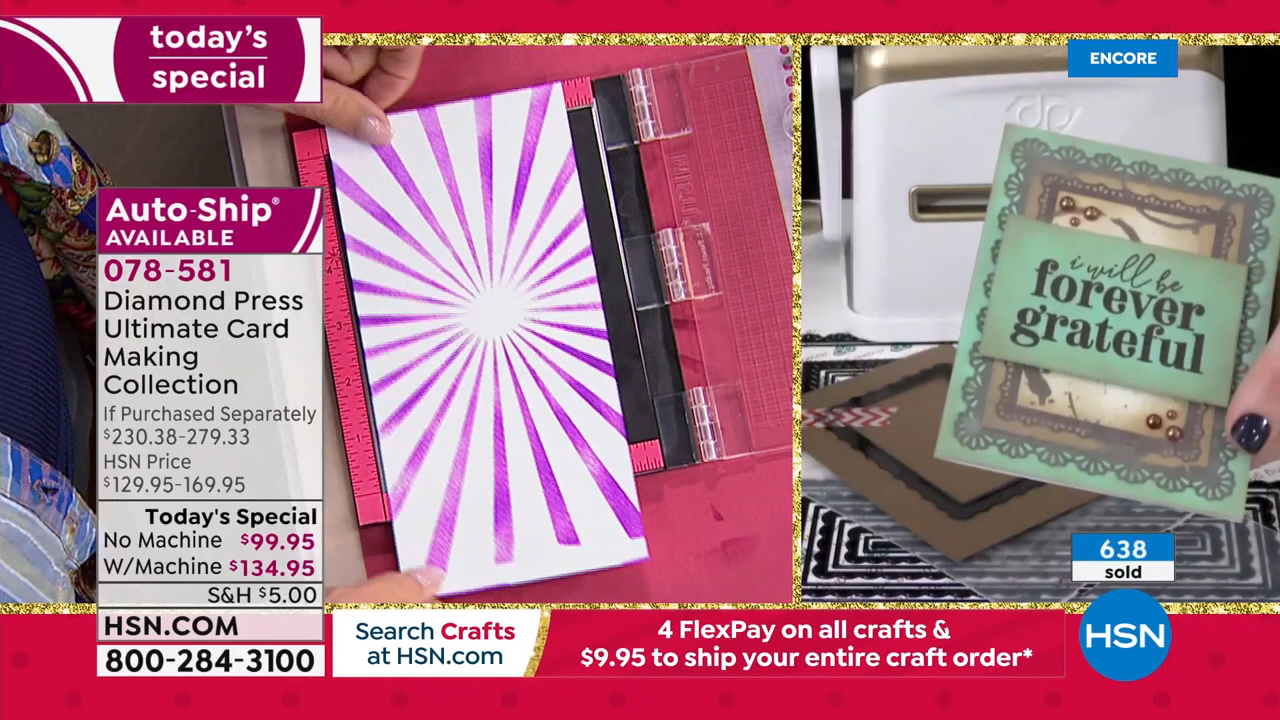 today's
special
ENCORE
Auto-Ship®
AVAILABLE
078-581
Diamond Press
Ultimate Card
Making
Collection
If Purchased Separately
$230.38-279.33
HSN Price
$129.95-169.95
Today's Special
No Machine $99.95
W/Machine $134.95
S&H $5.00
HSN.COM
800-284-3100
dp
i will be
forever
grateful
638
sold
Search Crafts
at HSN.com
4 FlexPay on all crafts &
$9.95 to ship your entire craft order*
HSN